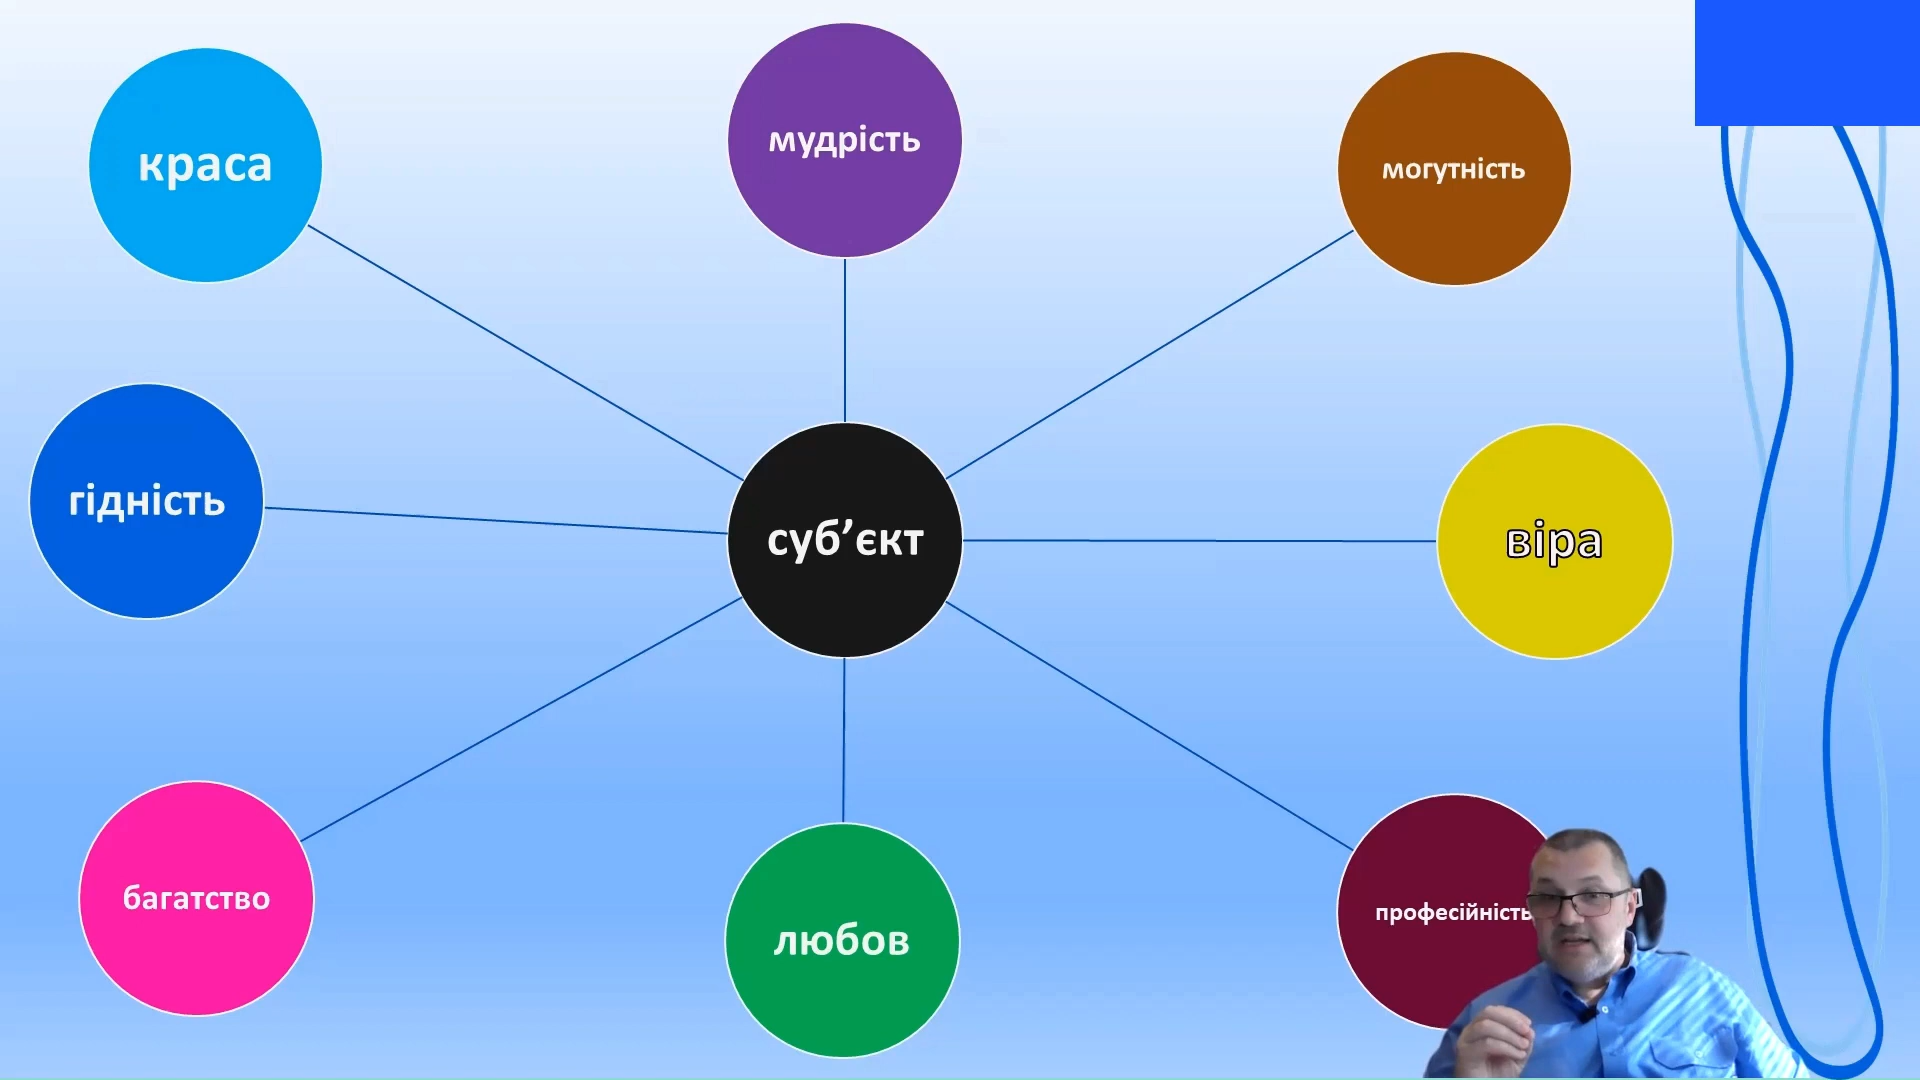 краса
мудрість
могутність
гідність
суб’єкт
віра
багатство
любов
професійність